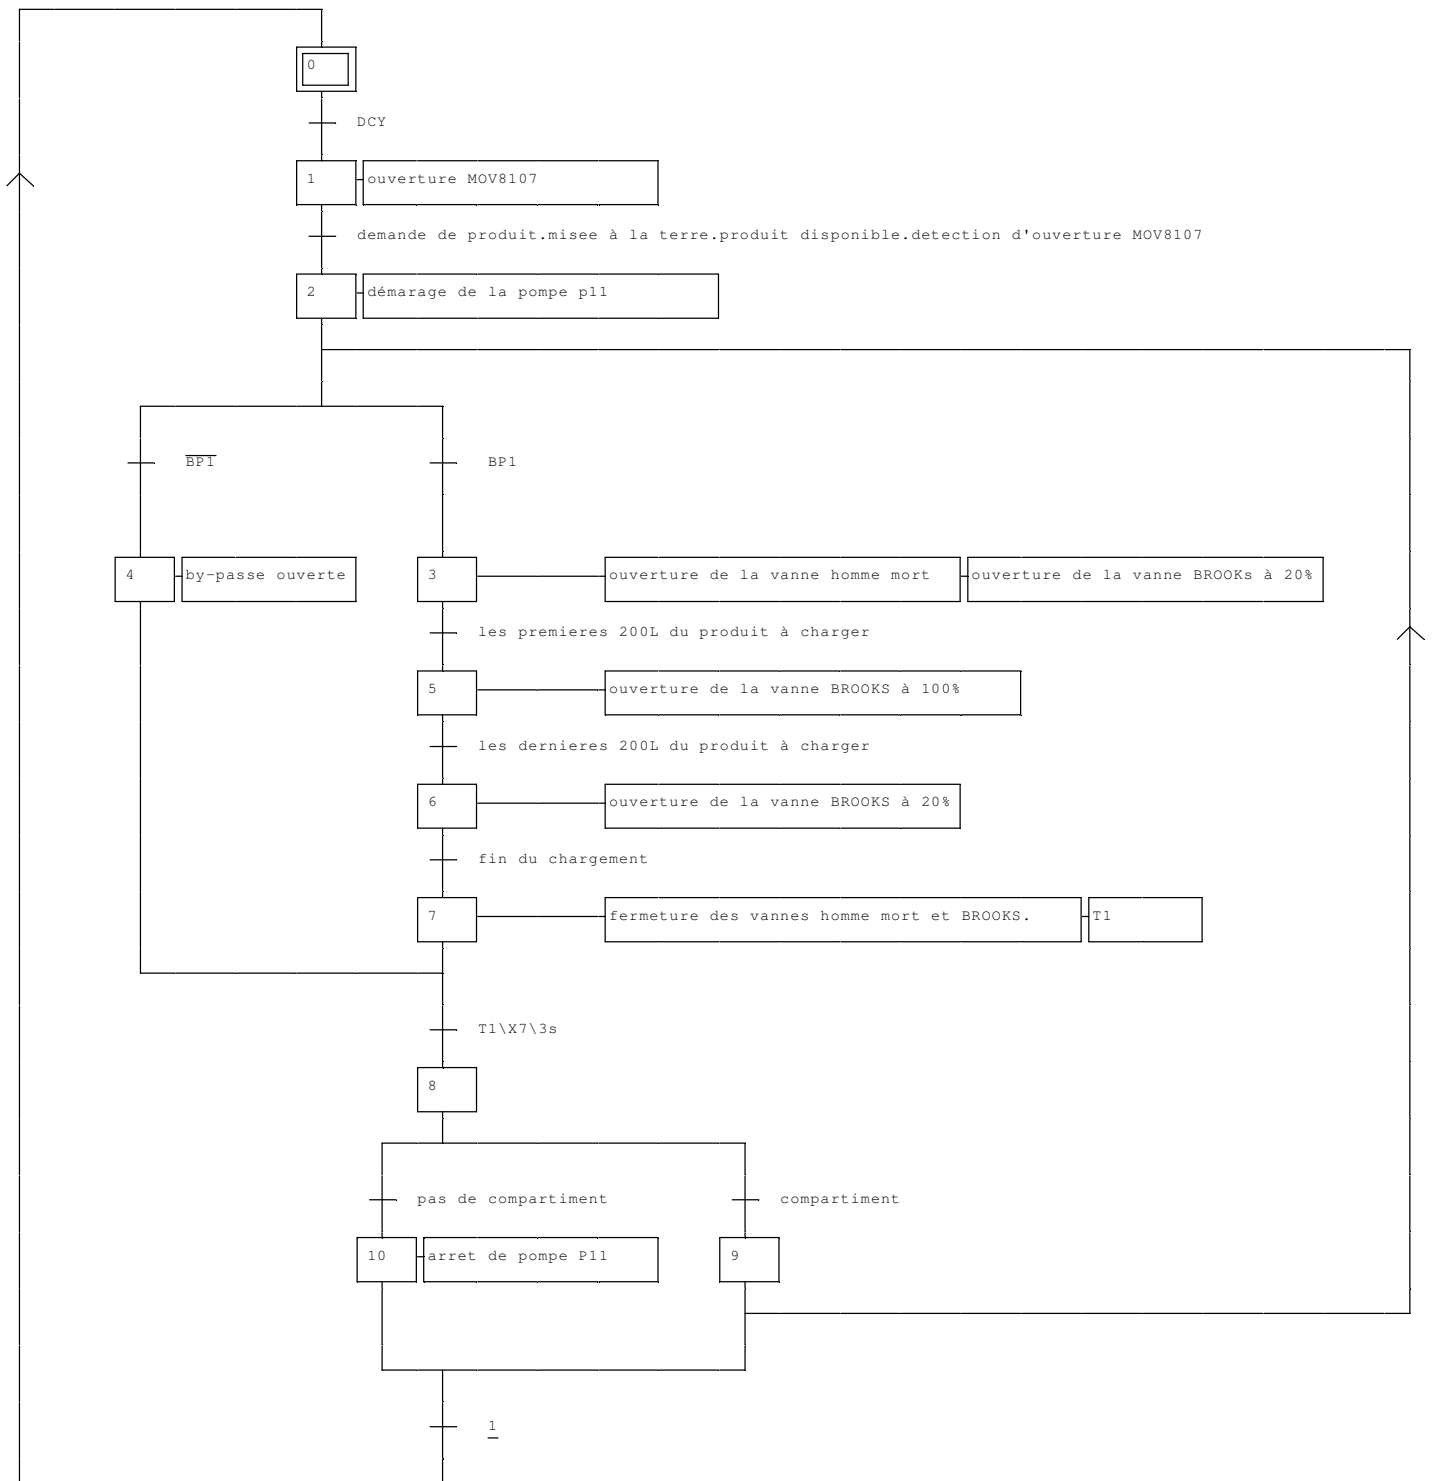 0
DCY
1 ouverture MOV8107
demande de produit.misee à la terre.produit disponible.detection d'ouverture MOV8107
2 démarage de la pompe p11
BP1 BP1
4 by-passe ouverte 3 ouverture de la vanne homme mort ouverture de la vanne BROOKs à 20%
les premieres 200L du produit à charger
5 ouverture de la vanne BROOKS à 100%
les dernieres 200L du produit à charger
6 ouverture de la vanne BROOKS à 20%
fin du chargement
7 fermeture des vannes homme mort et BROOKS. T1
T1\X7\3s
8
pas de compartiment compartiment
10 arret de pompe P11 9
1